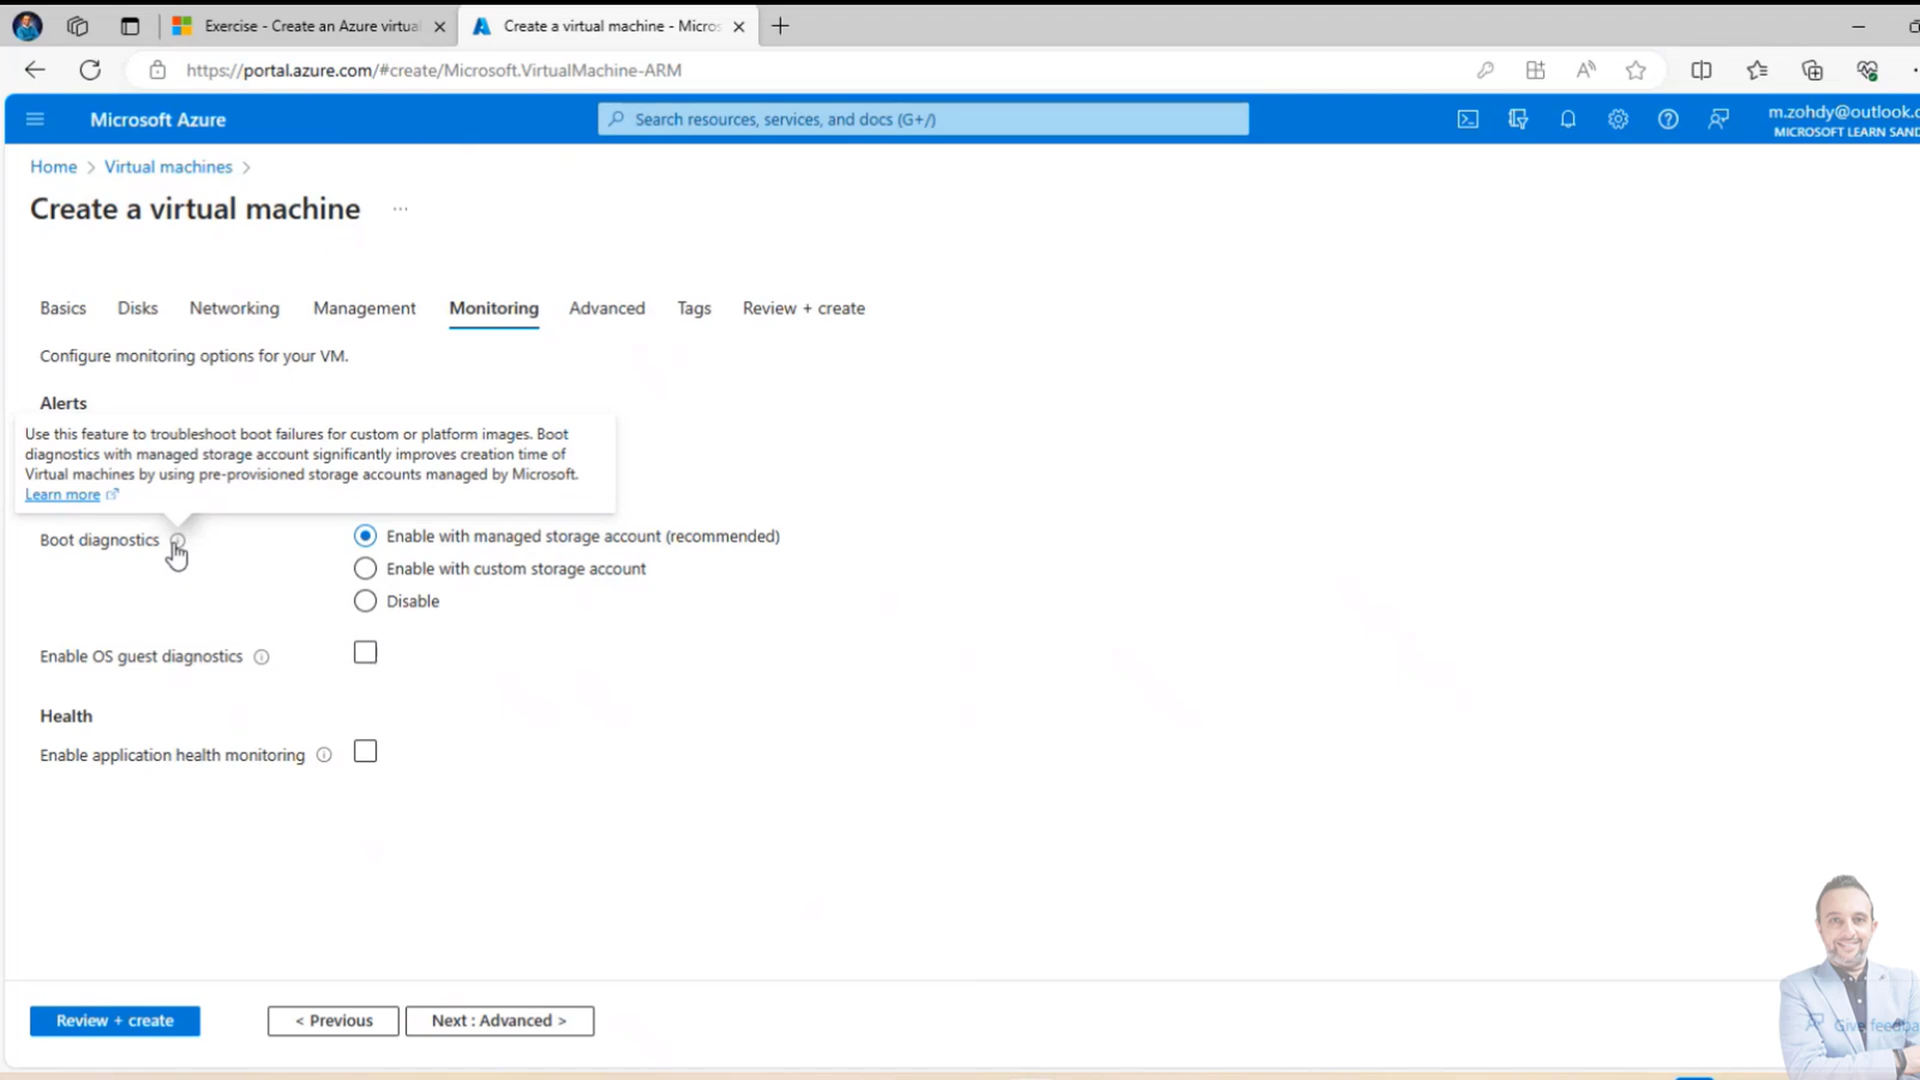 Exercise - Create an Azure virtual
Create a virtual machine - Micros
https://portal.azure.com/#create/Microsoft.VirtualMachine-ARM
Microsoft Azure
Search resources, services, and docs (G+/)
m.zohdy@outlook.c
MICROSOFT LEARN SAND
Home > Virtual machines >
Create a virtual machine ...
Basics Disks Networking Management Monitoring Advanced Tags Review + create
Configure monitoring options for your VM.
Alerts
Use this feature to troubleshoot boot failures for custom or platform images. Boot
diagnostics with managed storage account significantly improves creation time of
Virtual machines by using pre-provisioned storage accounts managed by Microsoft.
Learn more
Boot diagnostics
Enable with managed storage account (recommended)
Enable with custom storage account
Disable
Enable OS guest diagnostics
Health
Enable application health monitoring
Review + create
< Previous
Next : Advanced >
Give feedba